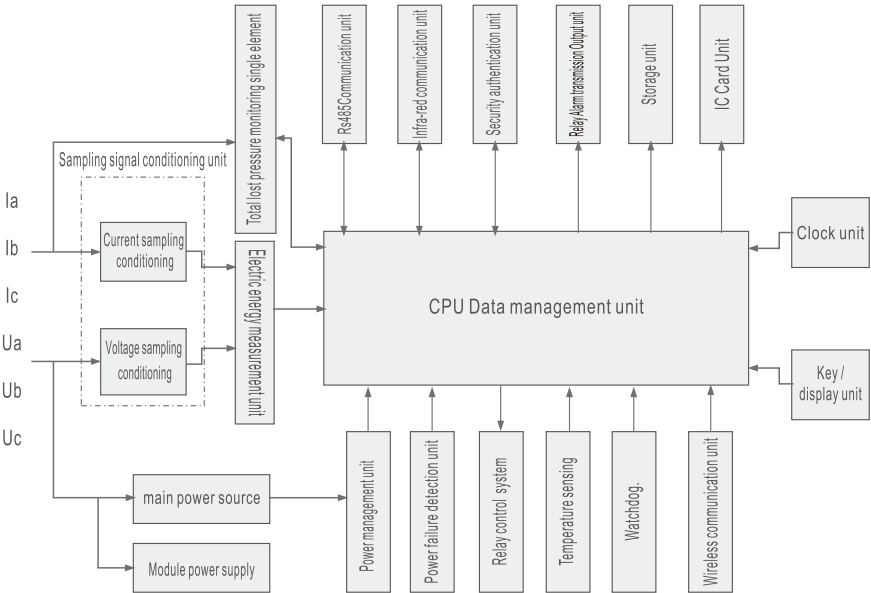 Total lost pressure monitoring single element
Rs485Communication unit
Infra-red communication unit
Security authentication unit
Relay Alarm transmission Output unit
Storage unit
IC Card Unit
Sampling signal conditioning unit
Ia
Ib
Ic
Ua
Ub
Uc
Current sampling
conditioning
Voltage sampling
conditioning
Electric energy measurement unit
CPU Data management unit
Clock unit
Key /
display unit
main power source
Module power supply
Power management unit
Power failure detection unit
Relay control system
Temperature sensing
Watchdog.
Wireless communication unit